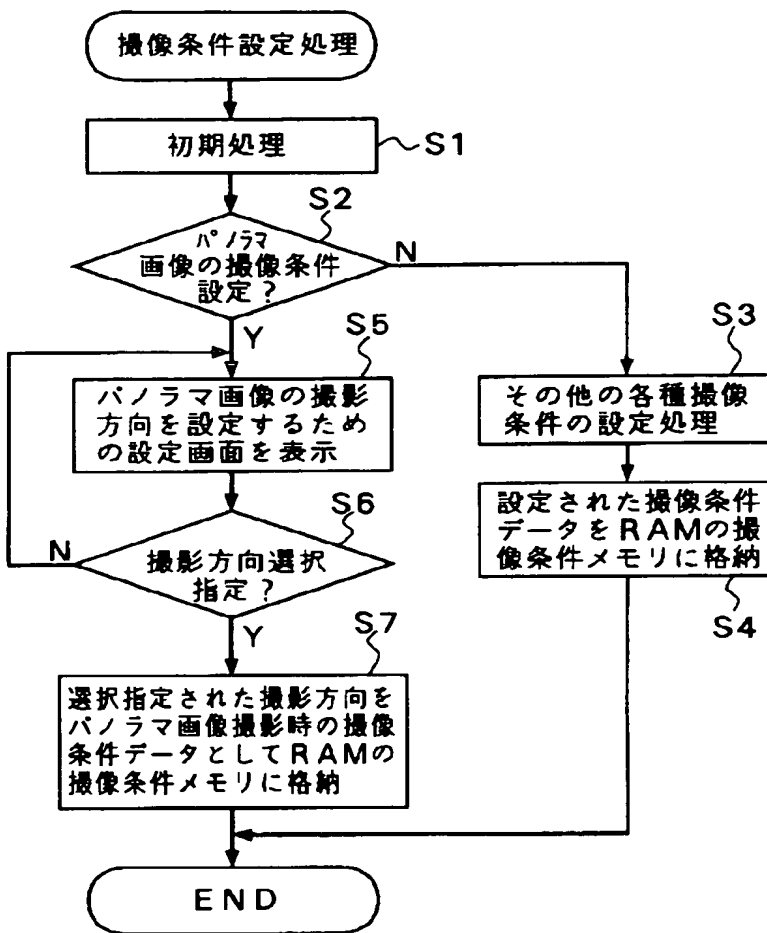 撮像条件設定処理
初期処理
S1
S2
パノラマ
画像の撮像条件
設定?
N
Y
S5
パノラマ画像の撮影
方向を設定するため
の設定画面を表示
S3
その他の各種撮像
条件の設定処理
S6
N
撮影方向選択
指定?
Y
設定された撮像条件
データをRAMの撮
像条件メモリに格納
S4
S7
選択指定された撮影方向を
パノラマ画像撮影時の撮像
条件データとしてRAMの
撮像条件メモリに格納
END